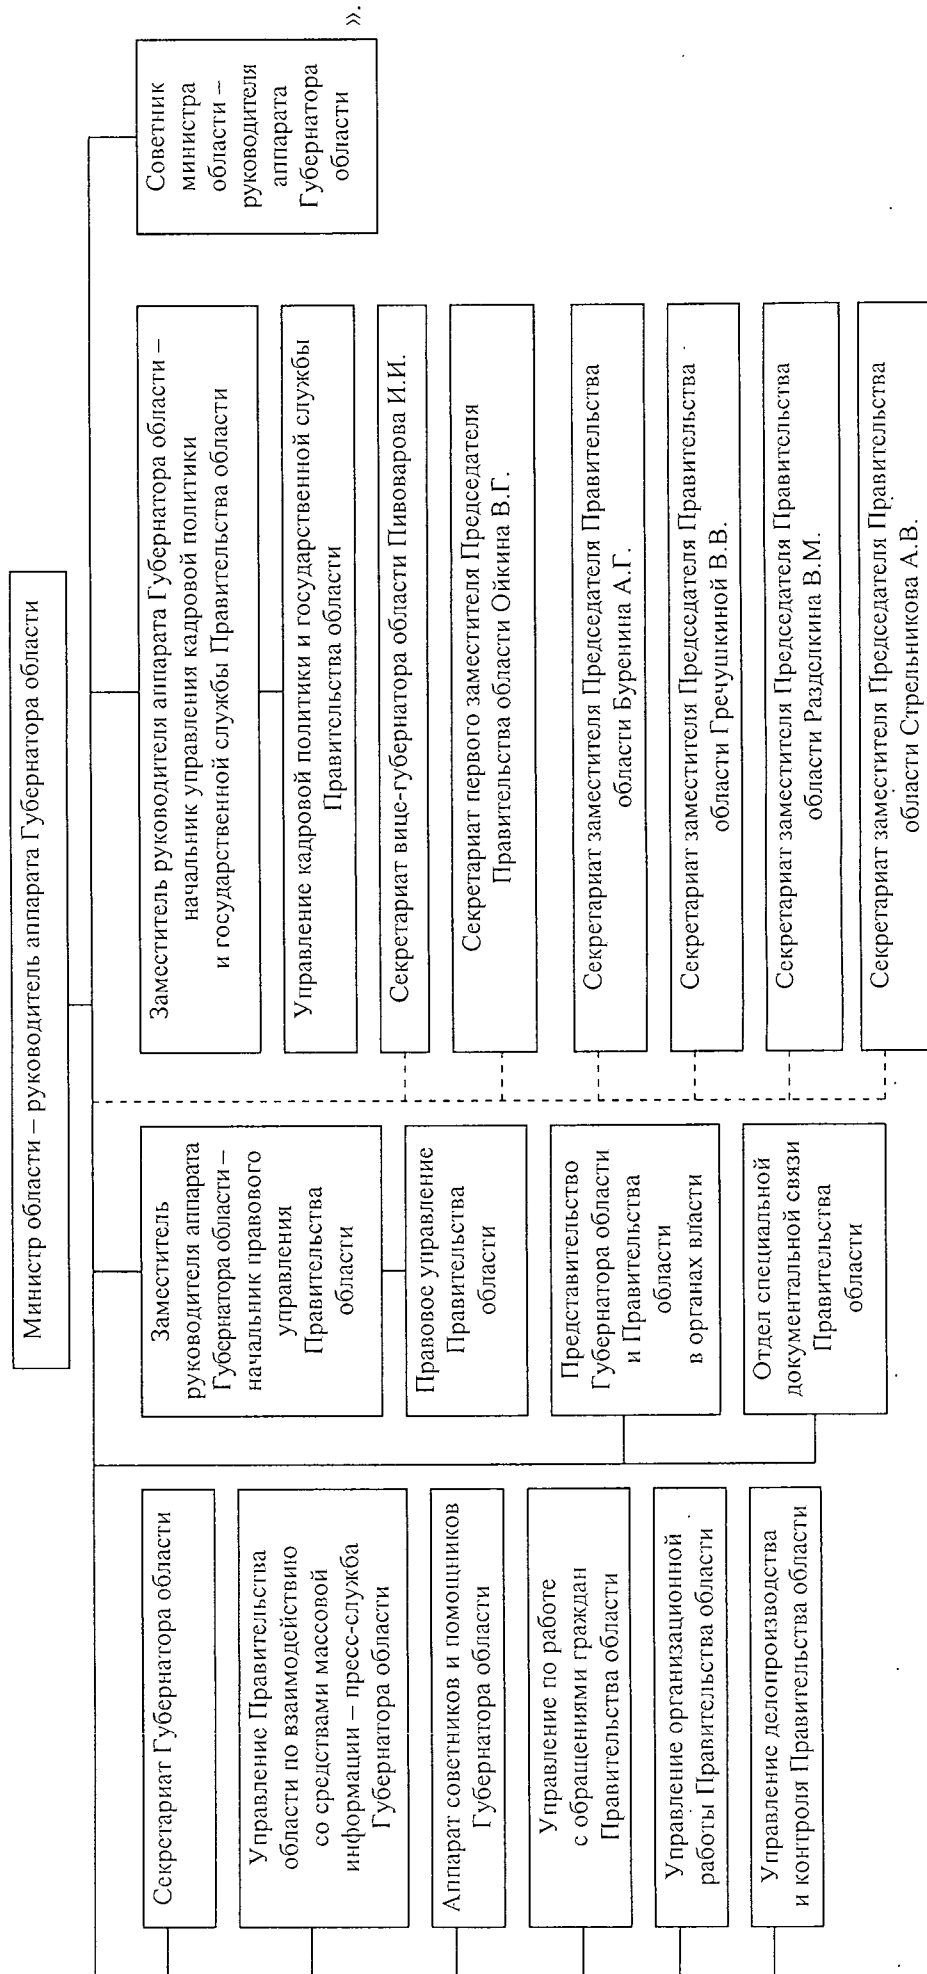 Министр области – руководитель аппарата Губернатора области
Секретариат Губернатора области
Управление Правительства
области по взаимодействию
со средствами массовой
информации – пресс-служба
Губернатора области
Аппарат советников и помощников
Губернатора области
Управление по работе
с обращениями граждан
Правительства области
Управление организационной
работы Правительства области
Управление делопроизводства
и контроля Правительства области
Заместитель
руководителя аппарата
Губернатора области –
начальник правового
управления
Правительства
области
Правовое управление
Правительства
области
Представительство
Губернатора области
и Правительства
области
в органах власти
Отдел специальной
документальной связи
Правительства
области
Заместитель руководителя аппарата Губернатора области –
начальник управления кадровой политики
и государственной службы Правительства области
Управление кадровой политики и государственной службы
Правительства области
Секретариат вице-губернатора области Пивоварова И.И.
Секретариат первого заместителя Председателя
Правительства области Ойкина В.Г.
Секретариат заместителя Председателя Правительства
области Буренина А.Г.
Секретариат заместителя Председателя Правительства
области Гречушкиной В.В.
Секретариат заместителя Председателя Правительства
области Разделкина В.М.
Секретариат заместителя Председателя Правительства
области Стрельникова А.В.
Советник
министра
области –
руководителя
аппарата
Губернатора
области
».